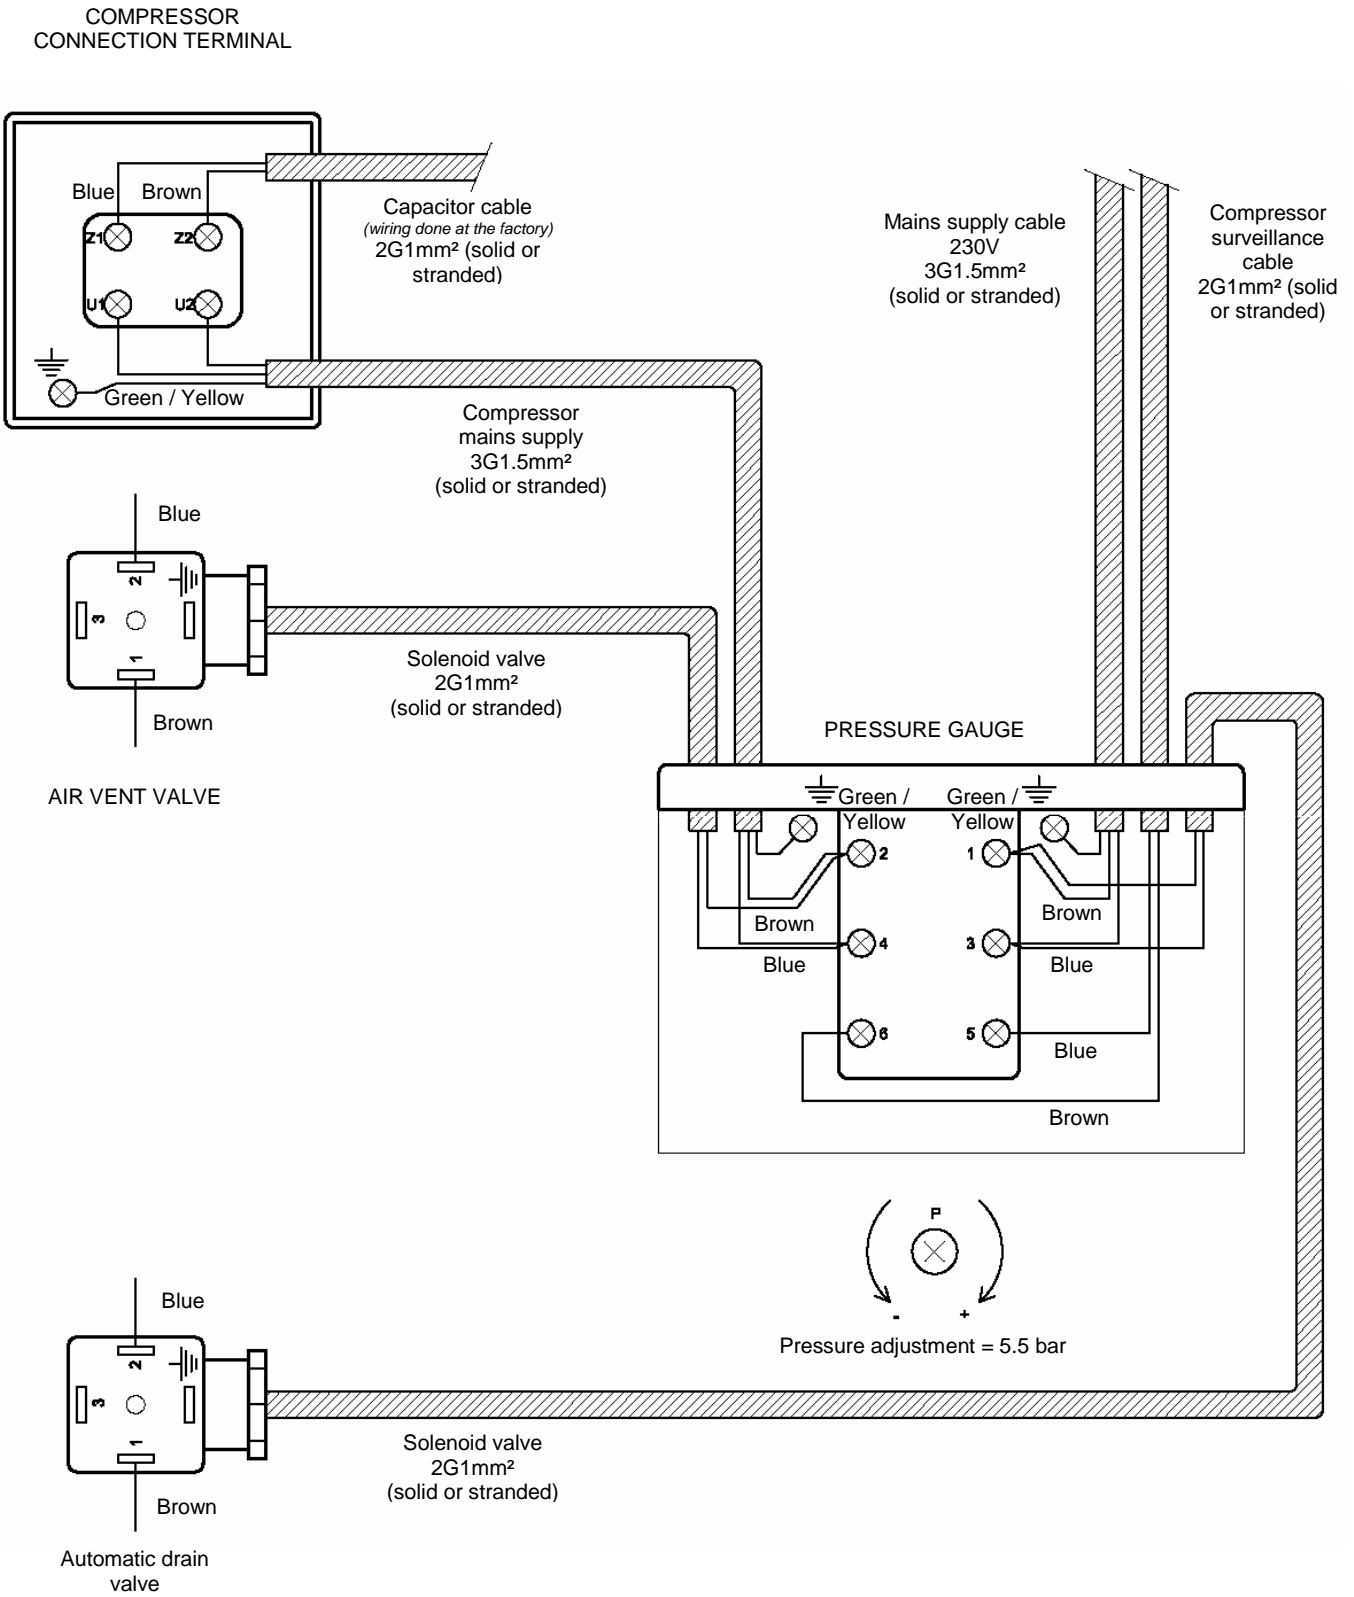 COMPRESSOR
CONNECTION TERMINAL
Blue
Brown
Z1
Z2
U1
U2
Green / Yellow
Capacitor cable
(wiring done at the factory)
2G1mm² (solid or
stranded)
Mains supply cable
230V
3G1.5mm²
(solid or stranded)
Compressor
surveillance
cable
2G1mm² (solid
or stranded)
Compressor
mains supply
3G1.5mm²
(solid or stranded)
Blue
2
3
1
Brown
AIR VENT VALVE
Solenoid valve
2G1mm²
(solid or stranded)
PRESSURE GAUGE
Green /
Yellow
Green /
Yellow
2
1
Brown
Brown
4
3
Blue
Blue
6
5
Blue
Brown
P
-
+
Pressure adjustment = 5.5 bar
Blue
2
3
1
Brown
Automatic drain
valve
Solenoid valve
2G1mm²
(solid or stranded)